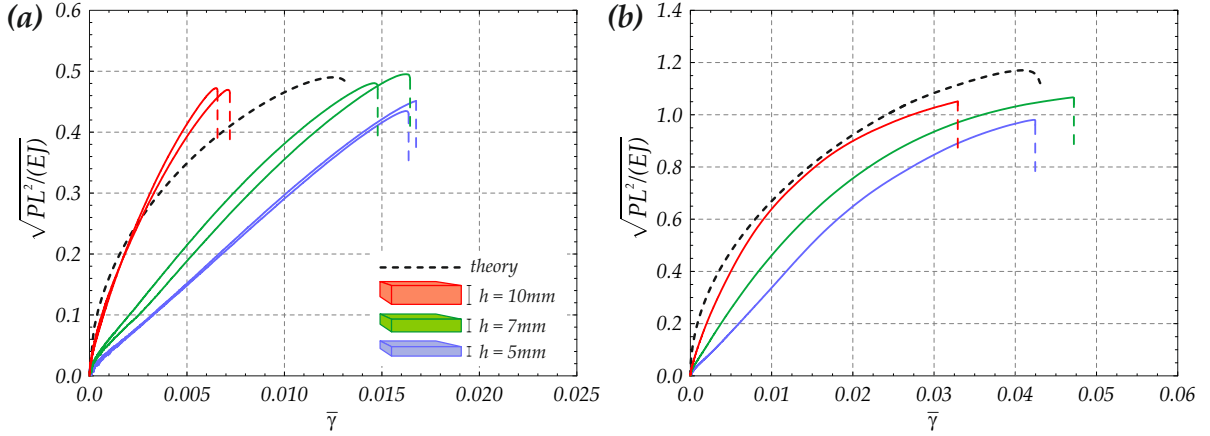 (a)
0.6
0.5
0.4
0.3
0.2
0.1
0.0
√PL²/(EJ)
theory
h = 10mm
h = 7mm
h = 5mm
0.0 0.005 0.010 0.015 0.020 0.025
γ̅
(b)
1.4
1.2
1.0
0.8
0.6
0.4
0.2
0.0
√PL²/(EJ)
0.0 0.01 0.02 0.03 0.04 0.05 0.06
γ̅